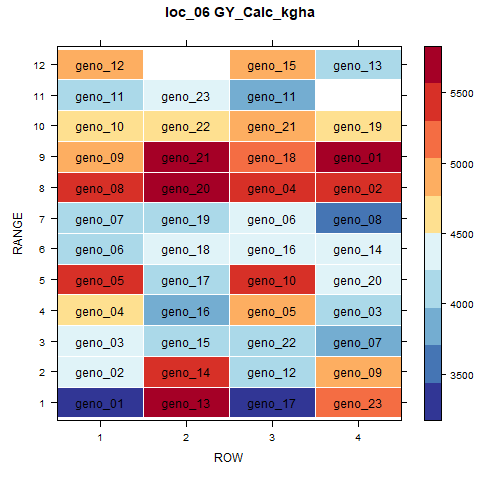 loc_06 GY_Calc_kgha
12 geno_12 geno_15 geno_13
11 geno_11 geno_23 geno_11
10 geno_10 geno_22 geno_21 geno_19
9 geno_09 geno_21 geno_18 geno_01
8 geno_08 geno_20 geno_04 geno_02
7 geno_07 geno_19 geno_06 geno_08
6 geno_06 geno_18 geno_16 geno_14
5 geno_05 geno_17 geno_10 geno_20
4 geno_04 geno_16 geno_05 geno_03
3 geno_03 geno_15 geno_22 geno_07
2 geno_02 geno_14 geno_12 geno_09
1 geno_01 geno_13 geno_17 geno_23
1 2 3 4
ROW
RANGE
5500
5000
4500
4000
3500